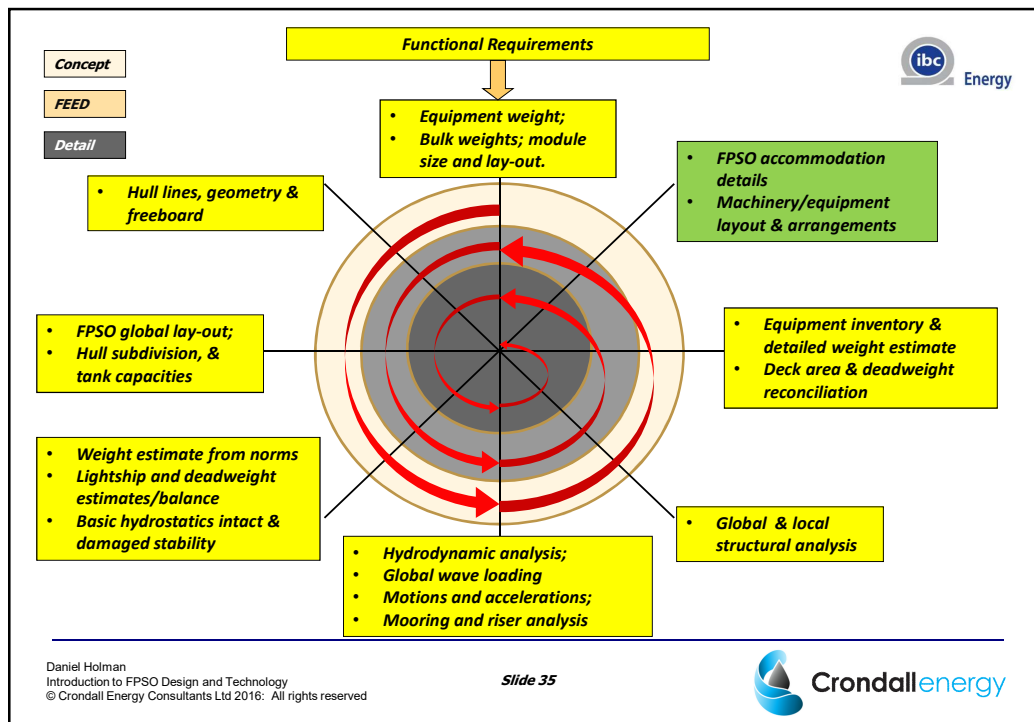 Functional Requirements
Concept
FEED
Detail
ibc
Energy
• Equipment weight;
• Bulk weights; module
size and lay-out.
• FPSO accommodation
details
• Machinery/equipment
layout & arrangements
• Hull lines, geometry &
freeboard
• FPSO global lay-out;
• Hull subdivision, &
tank capacities
• Equipment inventory &
detailed weight estimate
• Deck area & deadweight
reconciliation
• Weight estimate from norms
• Lightship and deadweight
estimates/balance
• Basic hydrostatics intact &
damaged stability
• Global & local
structural analysis
• Hydrodynamic analysis;
• Global wave loading
• Motions and accelerations;
• Mooring and riser analysis
Daniel Holman
Introduction to FPSO Design and Technology
© Crondall Energy Consultants Ltd 2016: All rights reserved
Slide 35
Crondallenergy